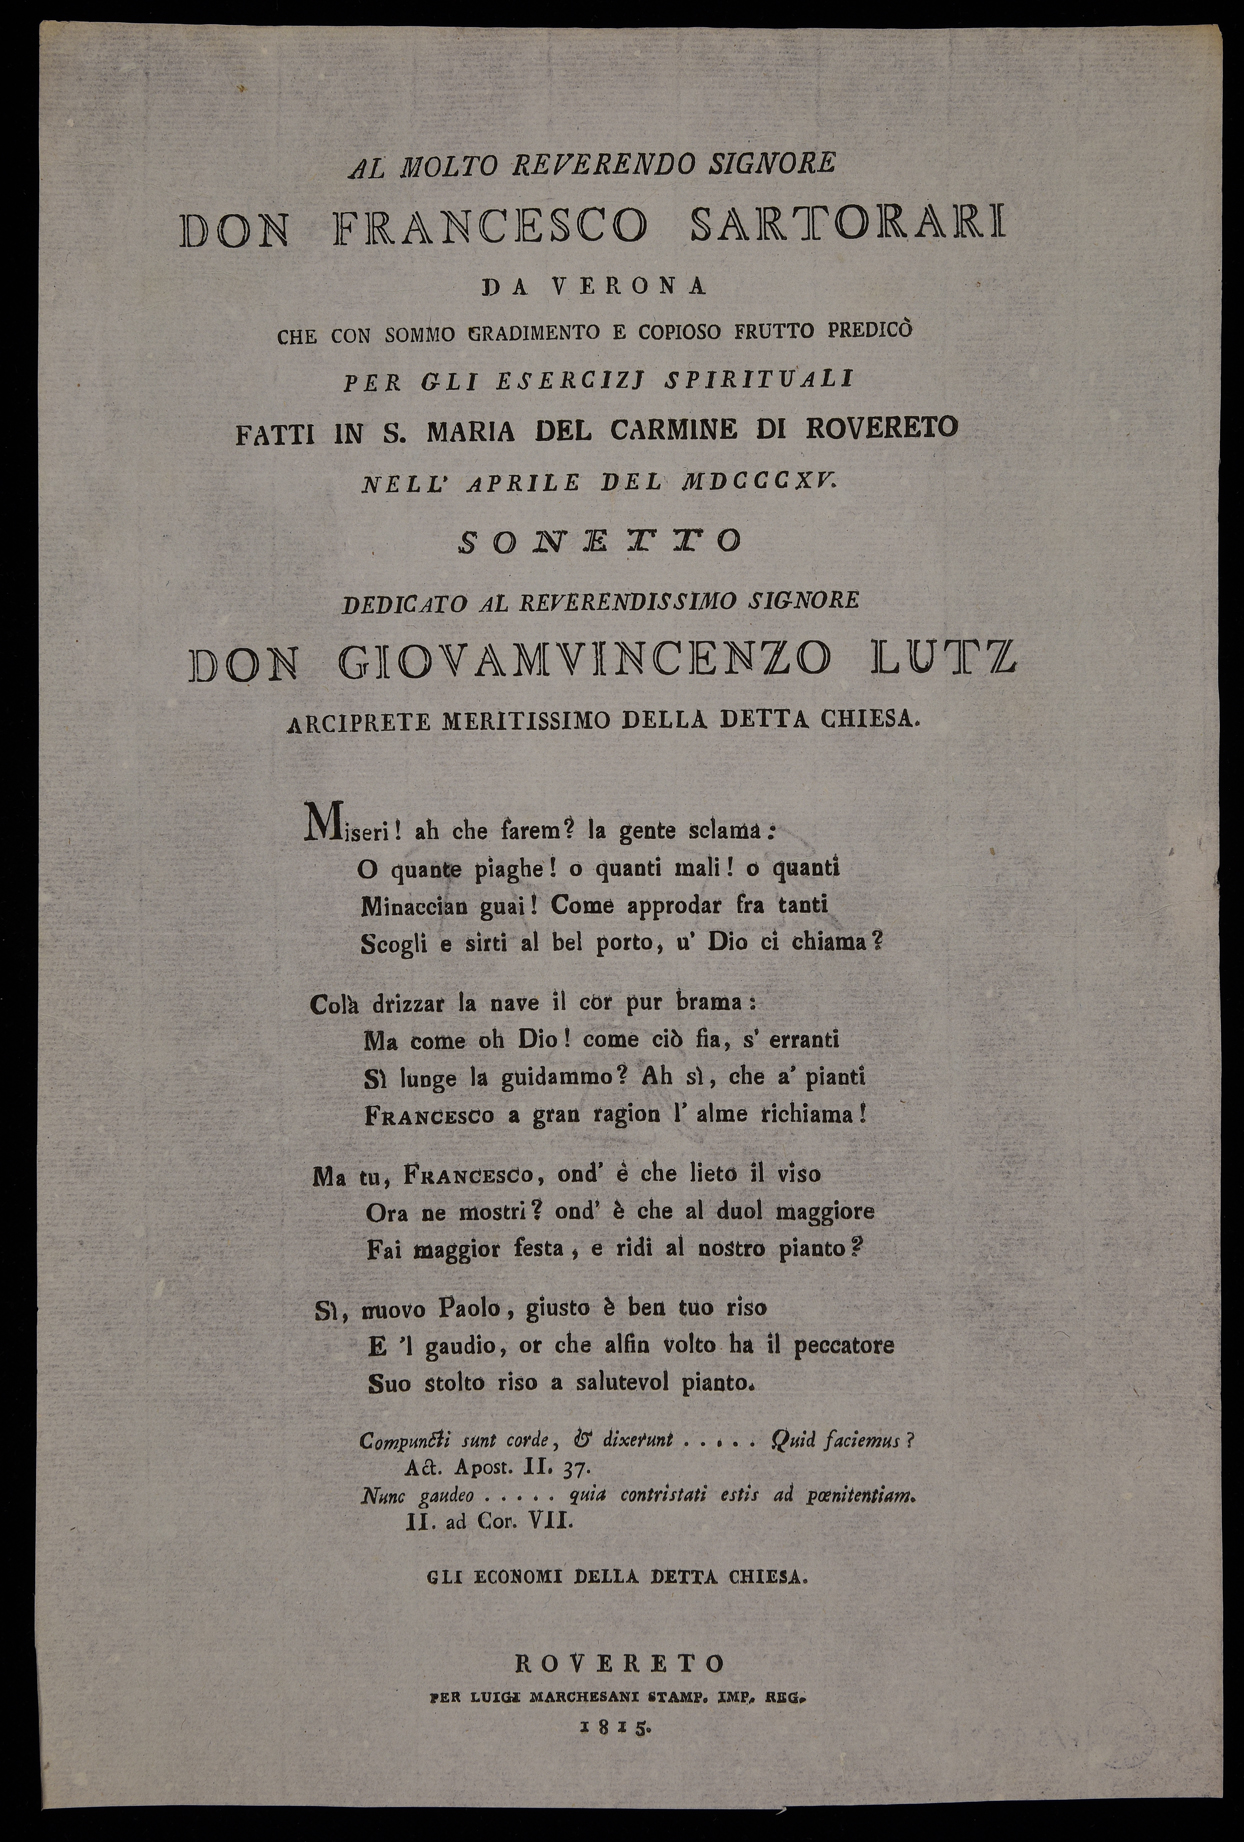 AL MOLTO REVERENDO SIGNORE
DON FRANCESCO SARTORARI
DA VERONA
CHE CON SOMMO GRADIMENTO E COPIOSO FRUTTO PREDICÒ
PER GLI ESERCIZJ SPIRITUALI
FATTI IN S. MARIA DEL CARMINE DI ROVERETO
NELL' APRILE DEL MDCCCXV.
SONETTO
DEDICATO AL REVERENDISSIMO SIGNORE
DON GIOVAMVINCENZO LUTZ
ARCIPRETE MERITISSIMO DELLA DETTA CHIESA.
Miseri! ah che farem? la gente sclama:
O quante piaghe! o quanti mali! o quanti
Minaccian guai! Come approdar fra tanti
Scogli e sirti al bel porto, u' Dio ci chiama?
Colà drizzar la nave il cor pur brama:
Ma come oh Dio! come ciò fia, s' erranti
Sì lunge la guidammo? Ah sì, che a' pianti
FRANCESCO a gran ragion l' alme richiama!
Ma tu, FRANCESCO, ond' è che lieto il viso
Ora ne mostri? ond' è che al duol maggiore
Fai maggior festa, e ridi al nostro pianto?
Sì, nuovo Paolo, giusto è ben tuo riso
E 'l gaudio, or che alfin volto ha il peccatore
Suo stolto riso a salutevol pianto.
Compuncti sunt corde, & dixerunt ..... Quid faciemus?
Act. Apost. II. 37.
Nunc gaudeo ..... quia contristati estis ad pœnitentiam.
II. ad Cor. VII.
GLI ECONOMI DELLA DETTA CHIESA.
ROVERETO
PER LUIGI MARCHESANI STAMP. IMP. REG.
1815.